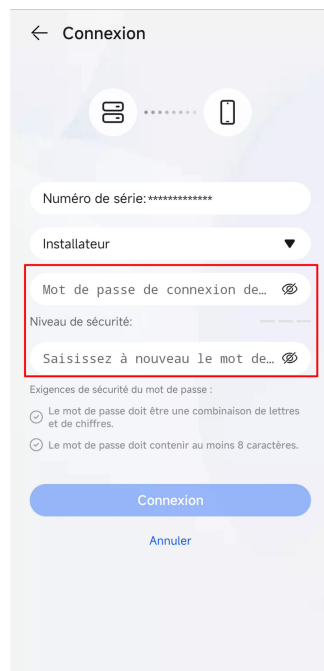 Connexion
Numéro de série:*************
Installateur
Mot de passe de connexion de…
Niveau de sécurité:
Saisissez à nouveau le mot de…
Exigences de sécurité du mot de passe :
Le mot de passe doit être une combinaison de lettres
et de chiffres.
Le mot de passe doit contenir au moins 8 caractères.
Connexion
Annuler